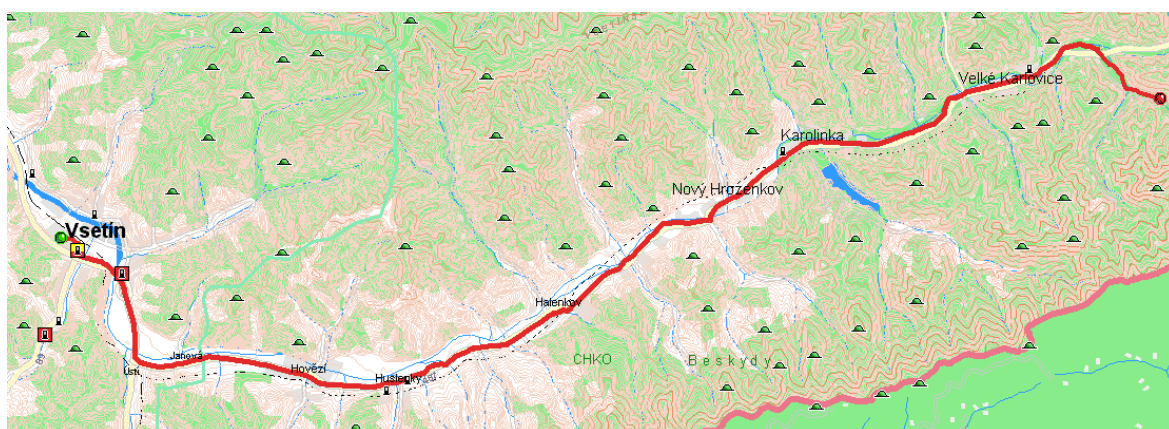 Velké Karlovice
Karolinka
Nový Hrozenkov
Vsetín
Halenkov
Janová
Ústí
Hovězí
Huslenky
CHKO
Beskydy